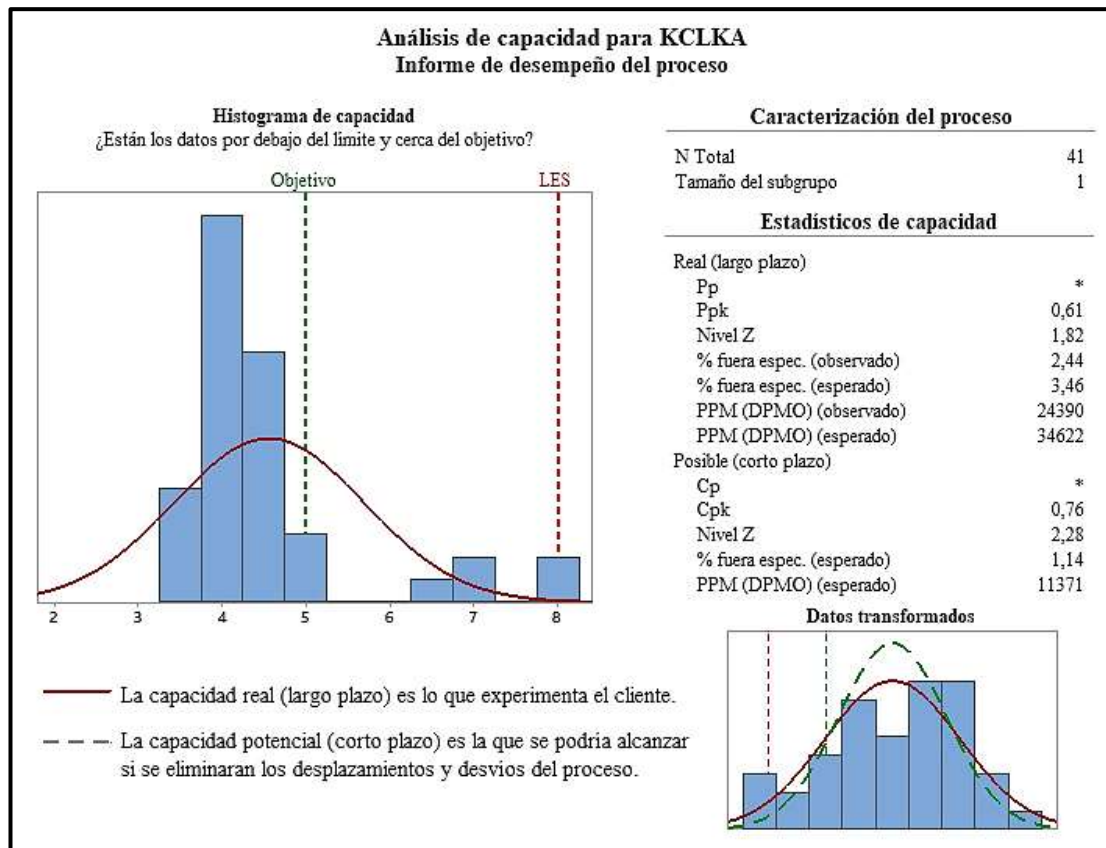 Análisis de capacidad para KCLKA
Informe de desempeño del proceso
Histograma de capacidad
¿Están los datos por debajo del límite y cerca del objetivo?
Objetivo
LES
2 3 4 5 6 7 8
La capacidad real (largo plazo) es lo que experimenta el cliente.
La capacidad potencial (corto plazo) es la que se podría alcanzar
si se eliminaran los desplazamientos y desvíos del proceso.
Caracterización del proceso
N Total 41
Tamaño del subgrupo 1
Estadísticos de capacidad
Real (largo plazo)
Pp *
Ppk 0,61
Nivel Z 1,82
% fuera espec. (observado) 2,44
% fuera espec. (esperado) 3,46
PPM (DPMO) (observado) 24390
PPM (DPMO) (esperado) 34622
Posible (corto plazo)
Cp *
Cpk 0,76
Nivel Z 2,28
% fuera espec. (esperado) 1,14
PPM (DPMO) (esperado) 11371
Datos transformados